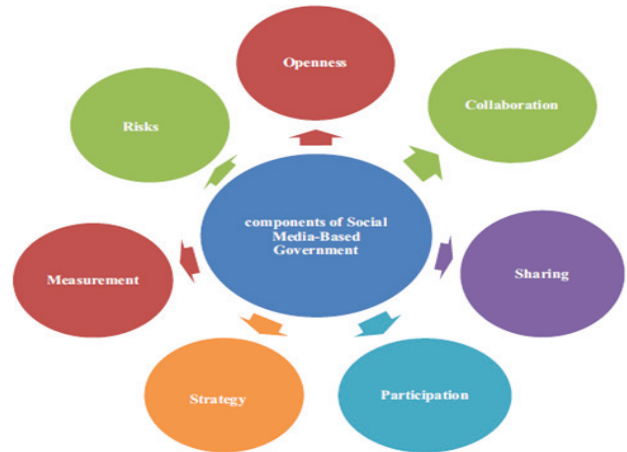 Openness
Collaboration
Risks
components of Social
Media-Based
Government
Measurement
Sharing
Strategy
Participation